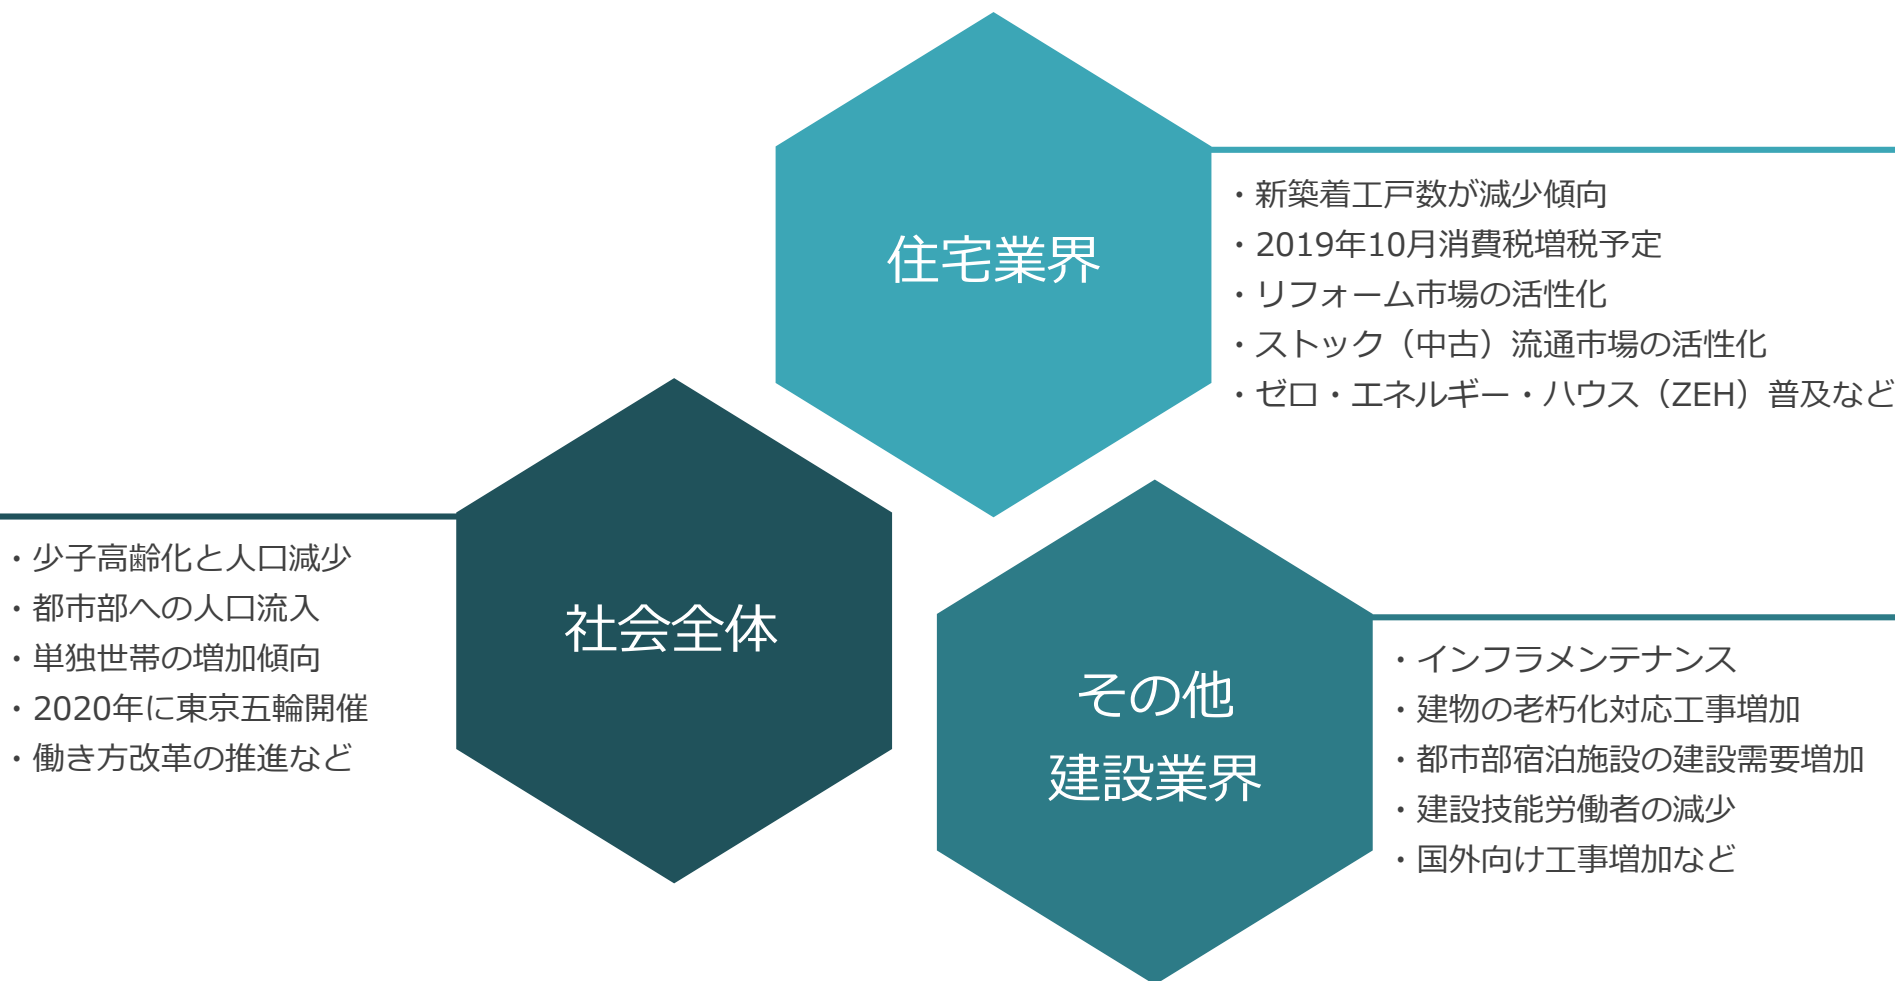 住宅業界
・新築着工戸数が減少傾向
・2019年10月消費税増税予定
・リフォーム市場の活性化
・ストック（中古）流通市場の活性化
・ゼロ・エネルギー・ハウス（ZEH）普及など
社会全体
・少子高齢化と人口減少
・都市部への人口流入
・単独世帯の増加傾向
・2020年に東京五輪開催
・働き方改革の推進など
その他
建設業界
・インフラメンテナンス
・建物の老朽化対応工事増加
・都市部宿泊施設の建設需要増加
・建設技能労働者の減少
・国外向け工事増加など